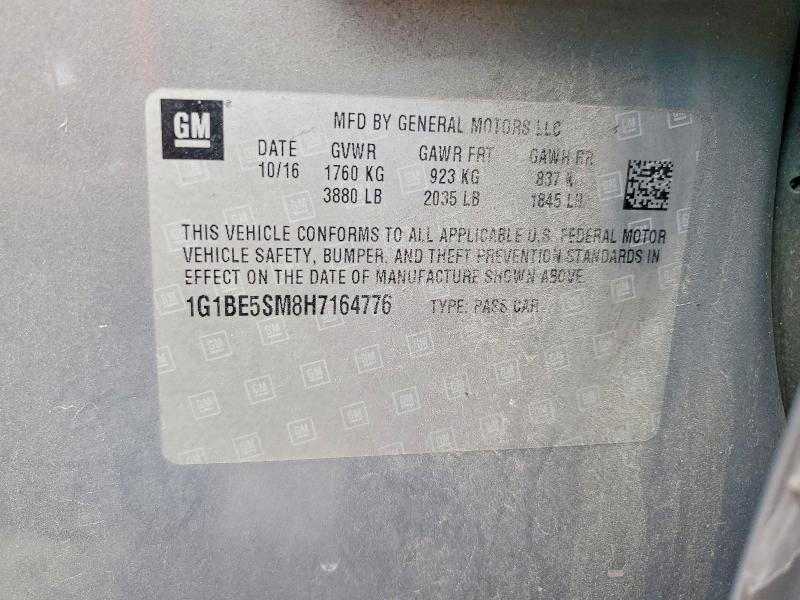 GM
MFD BY GENERAL MOTORS LLC
DATE GVWR GAWR FRT GAWR RR
10/16 1760 KG 923 KG 837 K
3880 LB 2035 LB 1845 LB
THIS VEHICLE CONFORMS TO ALL APPLICABLE U.S. FEDERAL MOTOR
VEHICLE SAFETY, BUMPER, AND THEFT PREVENTION STANDARDS IN
EFFECT ON THE DATE OF MANUFACTURE SHOWN ABOVE.
1G1BE5SM8H7164776 TYPE: PASS CAR